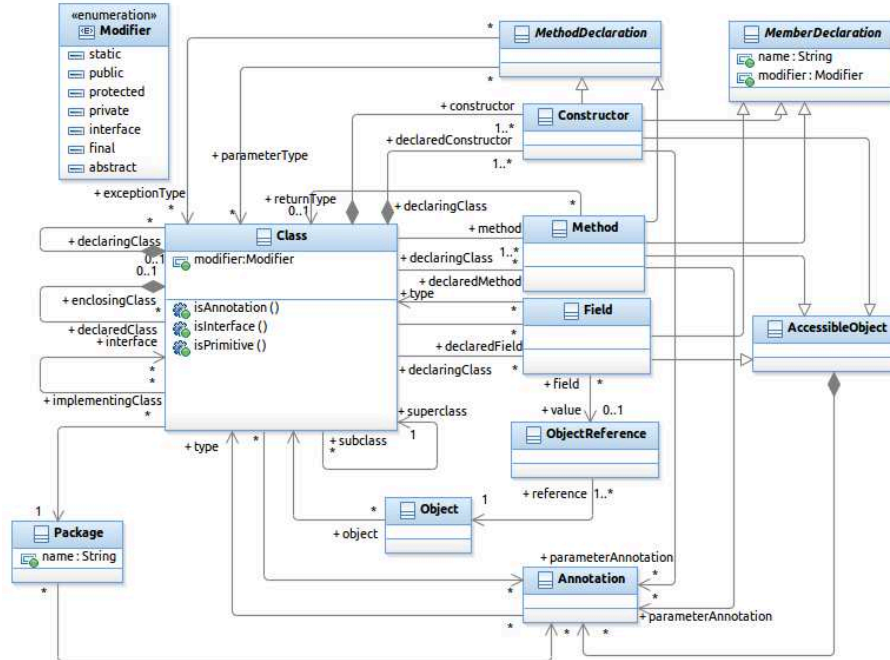 «enumeration»
Modifier
static
public
protected
private
interface
final
abstract
MethodDeclaration
MemberDeclaration
name : String
modifier : Modifier
*
*
+ constructor
1..*
Constructor
+ declaredConstructor
1..*
+ parameterType
+ exceptionType
*
*
+ returnType
0..1
+ declaringClass
*
Class
modifier:Modifier
isAnnotation ()
isInterface ()
isPrimitive ()
*
+ declaringClass
0..1
0..1
+ enclosingClass
*
+ declaredClass
+ interface
*
*
+ implementingClass
*
+ method
1..*
Method
+ declaringClass
*
+ declaredMethod
+ type
*
Field
*
+ declaredField
+ declaringClass
*
AccessibleObject
+ field
*
+ value
0..1
+ superclass
1
+ subclass
*
ObjectReference
+ type
*
+ reference
1..*
1
Object
*
+ object
1
Package
name : String
*
+ parameterAnnotation
*
Annotation
*
*
*
*
+ parameterAnnotation
*
*
*